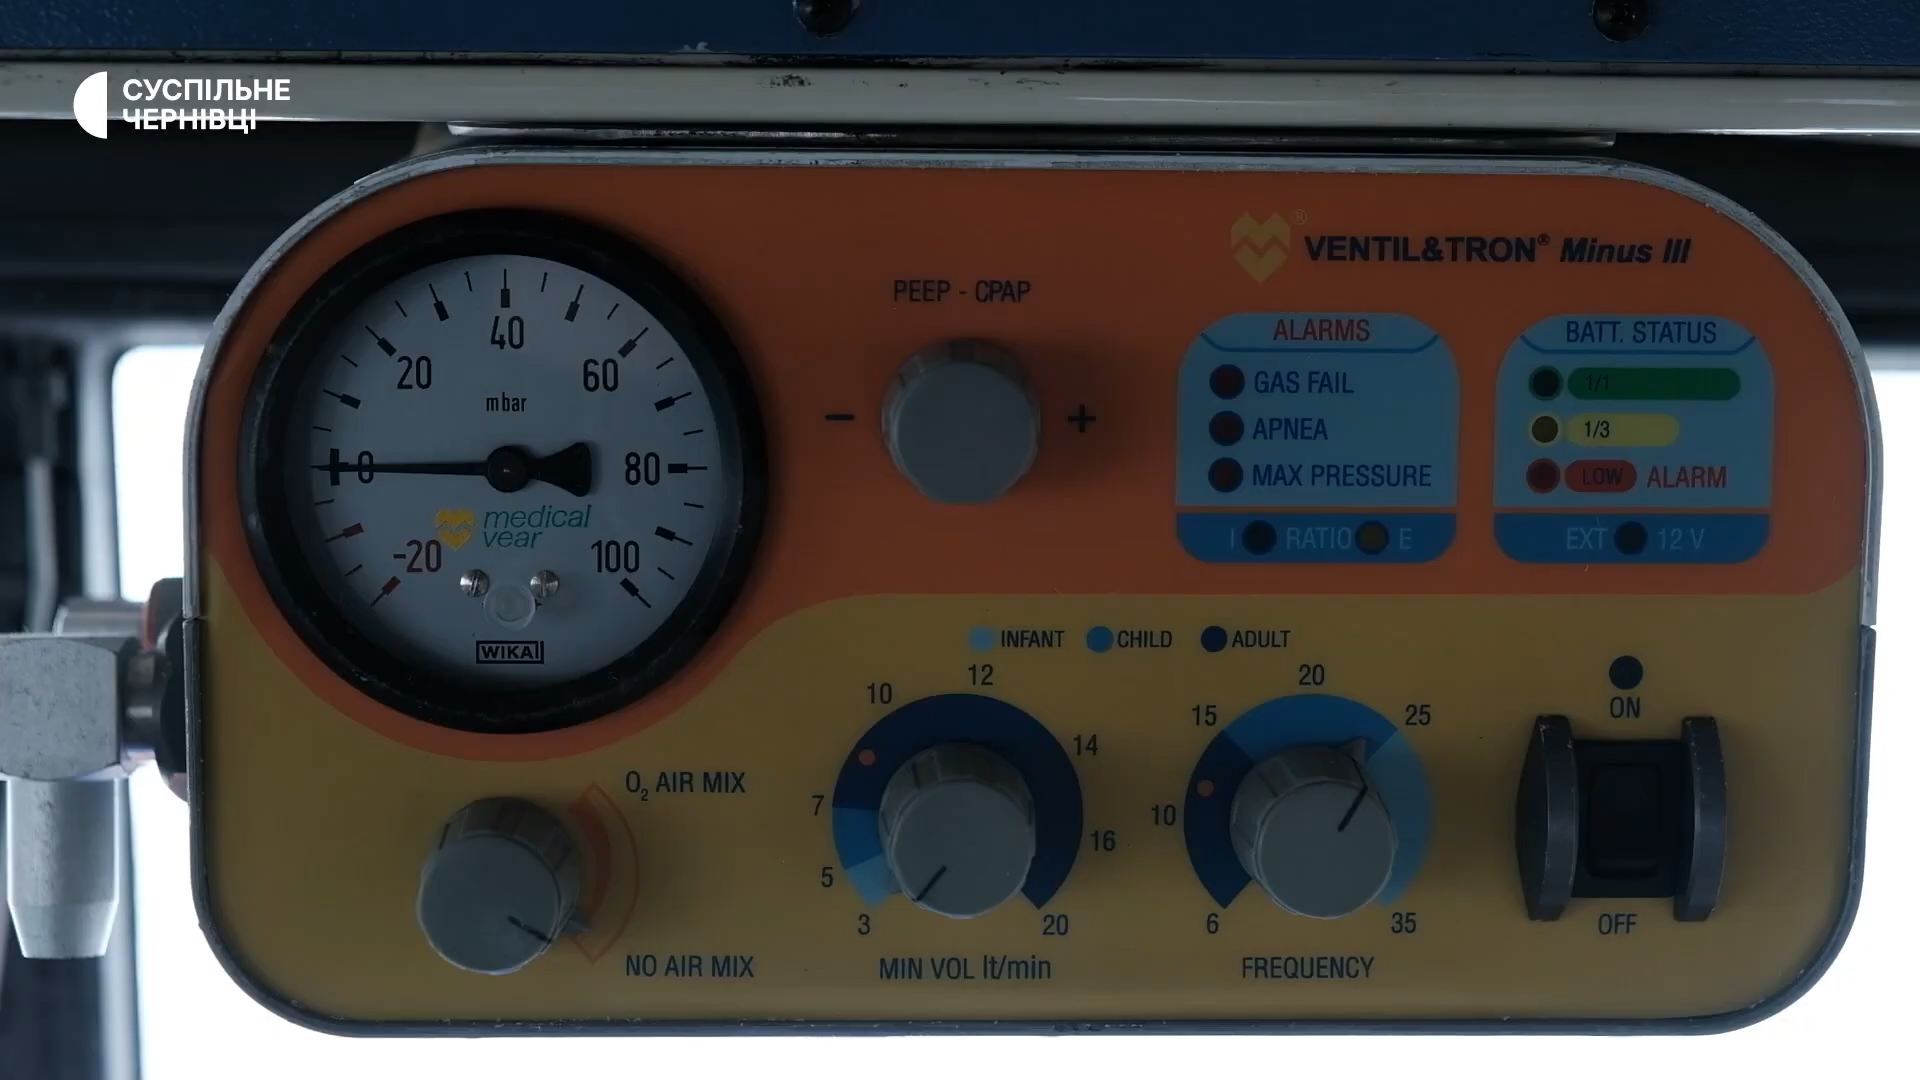 СУСПІЛЬНЕ
ЧЕРНІВЦІ
® VENTIL&TRON® Minus III
PEEP - CPAP
- +
40
20 60
mbar
0 80
medical
year
-20 100
WIKA
ALARMS
GAS FAIL
APNEA
MAX PRESSURE
I RATIO E
BATT. STATUS
1/1
1/3
LOW ALARM
EXT 12 V
INFANT CHILD ADULT
O2 AIR MIX
NO AIR MIX
3 5 7 10 12 14 16 20
MIN VOL lt/min
6 10 15 20 25 35
FREQUENCY
ON
OFF